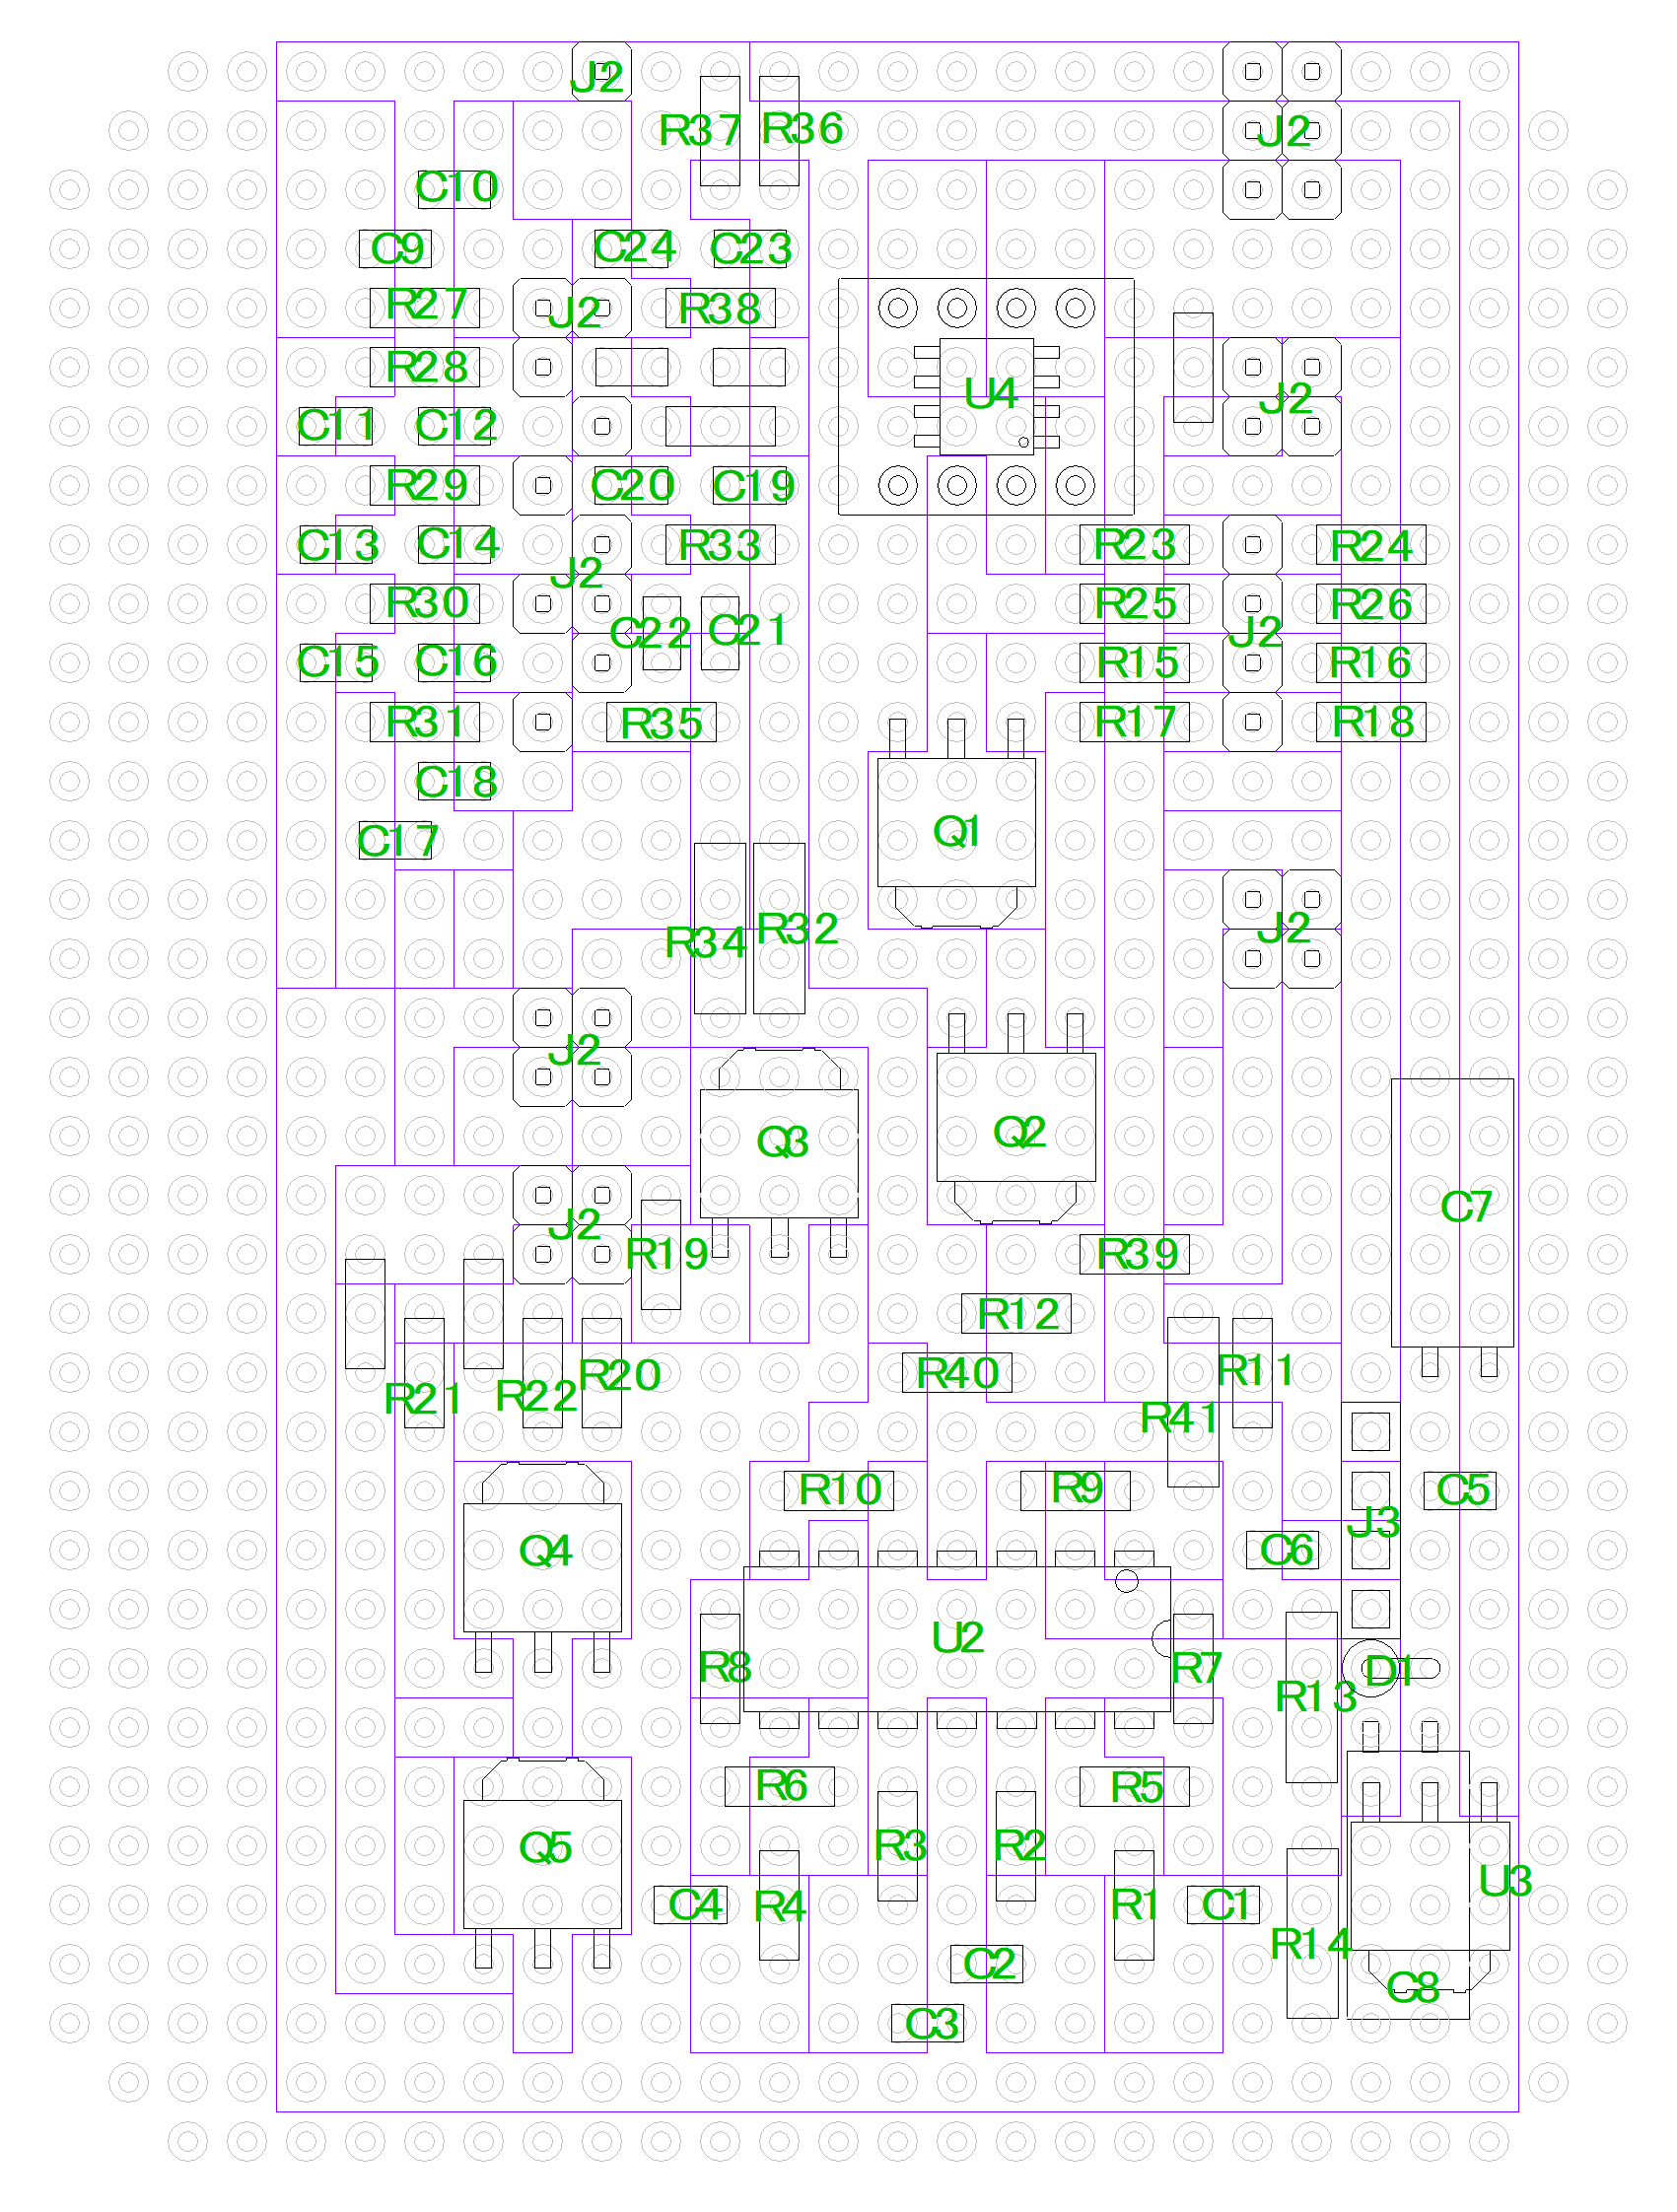 J2
R37 R36 J2
C10
C9 C24 C23
R27 J2 R38
R28 U4 J2
C11 C12
R29 C20 C19
C13 C14 R33 R23 R24
J2
R30 C22 C21 R25 R26
J2
C15 C16 R15 R16
R31 R35 R17 R18
C18
C17 Q1
R34 R32 J2
J2
Q3 Q2
C7
J2
R19 R39
R12
R21 R22 R20 R40 R11
R41
R10 R9 C5
J3
Q4 C6
U2
R8 R7 D1
R13
R6 R5
Q5 R3 R2
U3
C4 R4 R1 C1
R14
C2 C8
C3